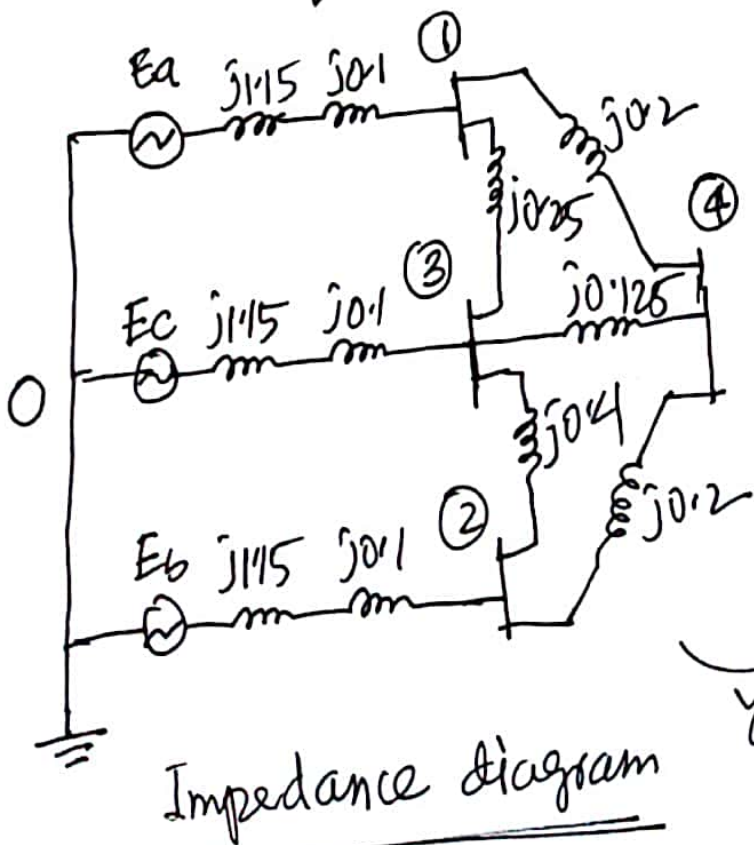 Ea j1.15 j0.1 ①
j0.2
j0.25 ④
③ j0.125
Ec j1.15 j0.1
O
j0.4
②
Eb j1.15 j0.1 j0.2
Impedance diagram